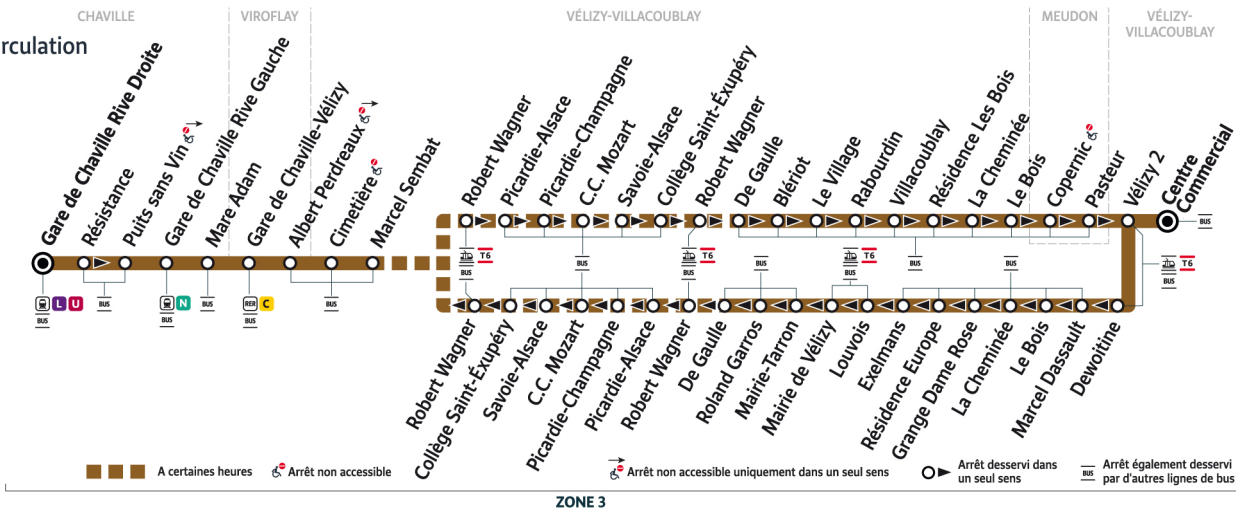 CHAVILLE
VIROFLAY
VÉLIZY-VILLACOUBLAY
MEUDON
VÉLIZY-
VILLACOUBLAY
rculation
Gare de Chaville Rive Droite
Résistance
Puits sans Vin
Gare de Chaville Rive Gauche
Mare Adam
Gare de Chaville-Vélizy
Albert Perdreaux
Cimetière
Marcel Sembat
Robert Wagner
Picardie-Alsace
Picardie-Champagne
C.C. Mozart
Savoie-Alsace
Collège Saint-Éxupéry
Robert Wagner
De Gaulle
Blériot
Le Village
Rabourdin
Villacoublay
Résidence Les Bois
La Cheminée
Le Bois
Copernic
Pasteur
Vélizy 2
Centre
Commercial
BUS
L U
BUS
BUS
N
BUS
BUS
RER C
BUS
BUS
T6
BUS
BUS
T6
BUS
BUS
T6
BUS
BUS
BUS
T6
BUS
Robert Wagner
Collège Saint-Éxupéry
Savoie-Alsace
C.C. Mozart
Picardie-Champagne
Picardie-Alsace
Robert Wagner
De Gaulle
Roland Garros
Mairie-Tarron
Mairie de Vélizy
Louvois
Exelmans
Résidence Europe
Grange Dame Rose
La Cheminée
Le Bois
Marcel Dassault
Dewoitine
A certaines heures
Arrêt non accessible
Arrêt non accessible uniquement dans un seul sens
Arrêt desservi dans
un seul sens
BUS
Arrêt également desservi
par d'autres lignes de bus
ZONE 3